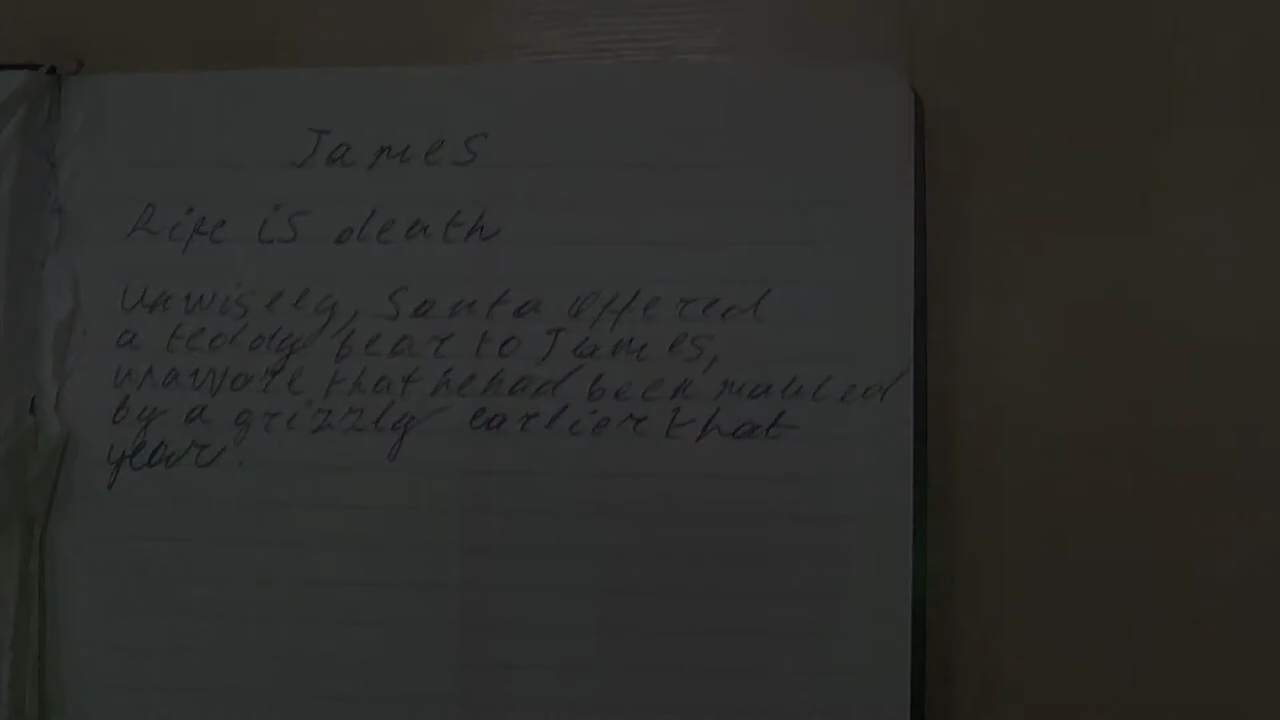 James
Life is death
Unwisely, Santa offered
a teddy bear to James,
unaware that he had been mauled
by a grizzly earlier that
year.